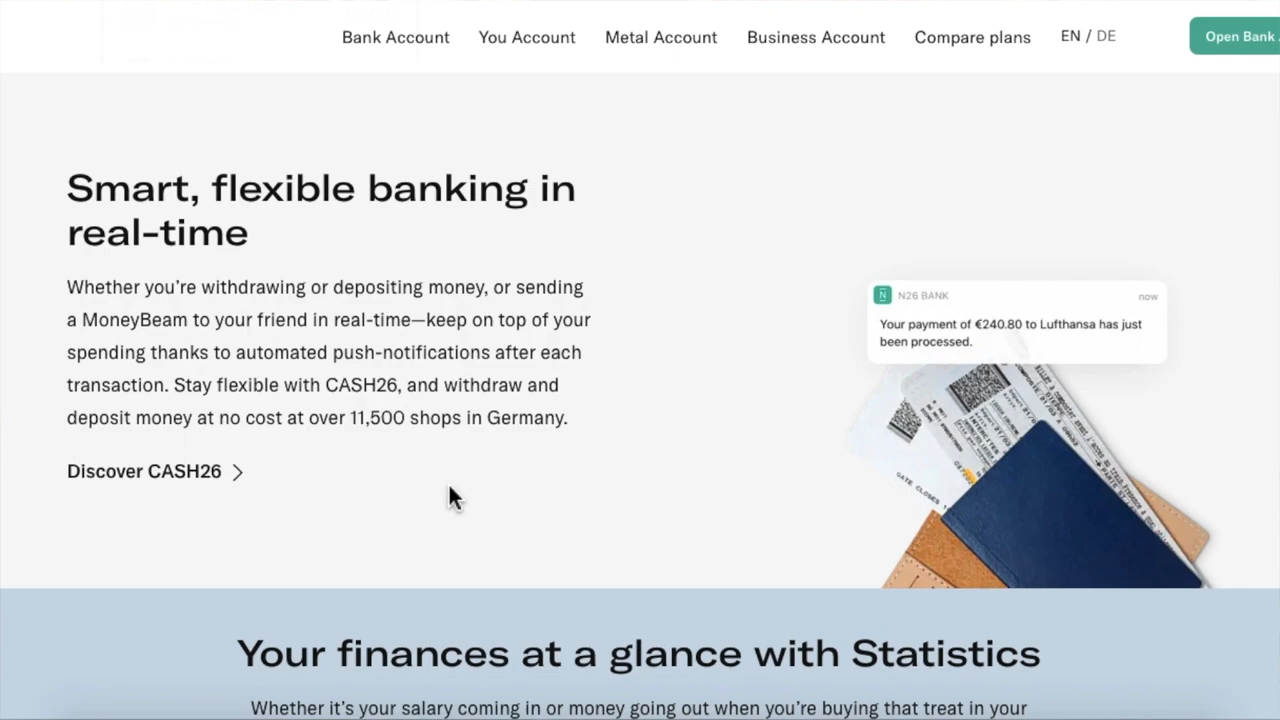 Bank Account You Account Metal Account Business Account Compare plans EN / DE Open Bank
Smart, flexible banking in
real-time
Whether you’re withdrawing or depositing money, or sending
a MoneyBeam to your friend in real-time—keep on top of your
spending thanks to automated push-notifications after each
transaction. Stay flexible with CASH26, and withdraw and
deposit money at no cost at over 11,500 shops in Germany.
Discover CASH26
N26 BANK now
Your payment of €240.80 to Lufthansa has just
been processed.
GATE CLOSES
Your finances at a glance with Statistics
Whether it’s your salary coming in or money going out when you’re buying that treat in your